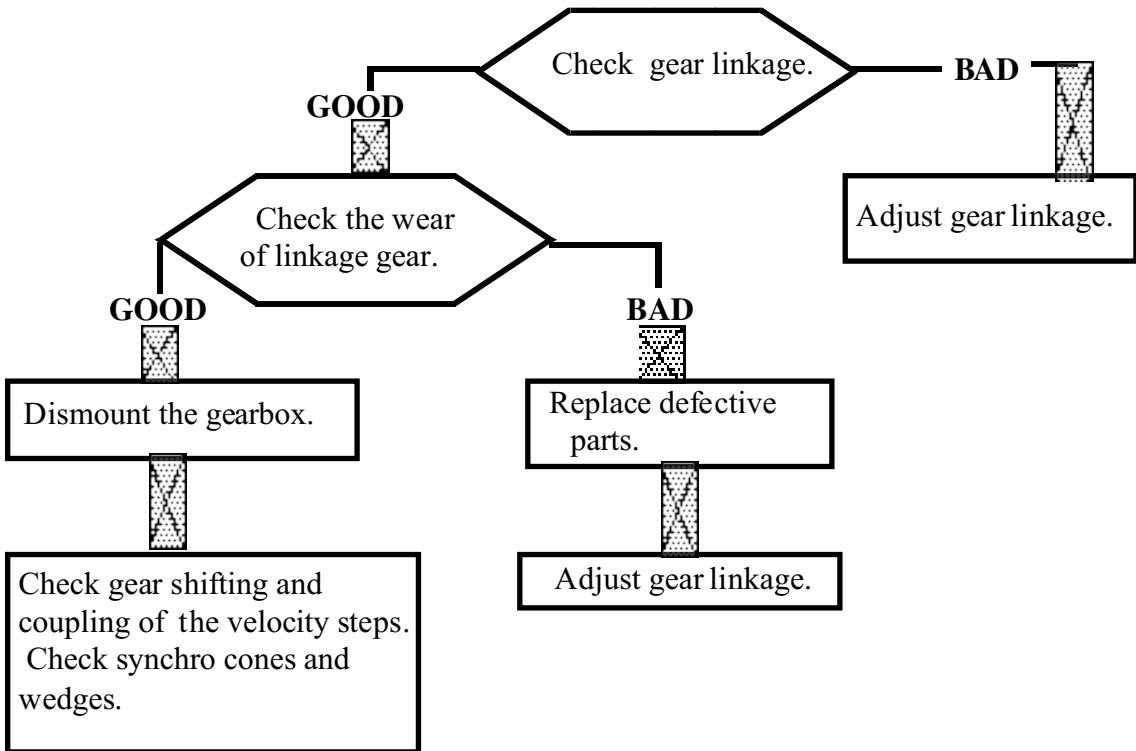 Check gear linkage.
BAD
GOOD
Adjust gear linkage.
Check the wear
of linkage gear.
GOOD
BAD
Dismount the gearbox.
Replace defective
parts.
Check gear shifting and
coupling of the velocity steps.
Check synchro cones and
wedges.
Adjust gear linkage.